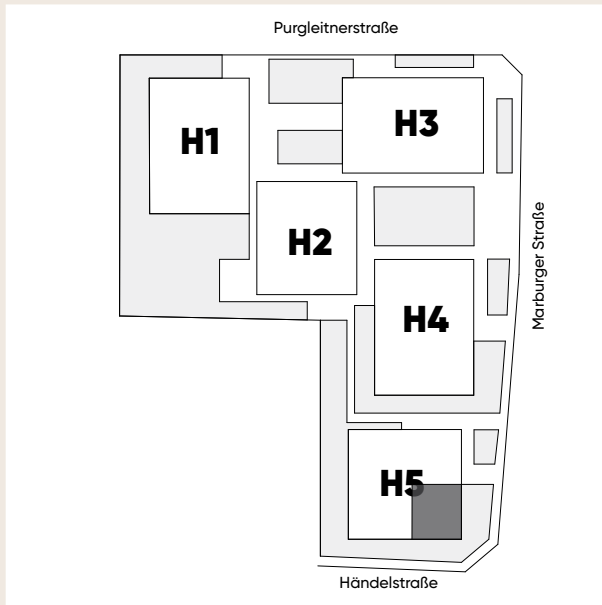 Purgleitnerstraße
H1
H3
H2
Marburger Straße
H4
H5
Händelstraße